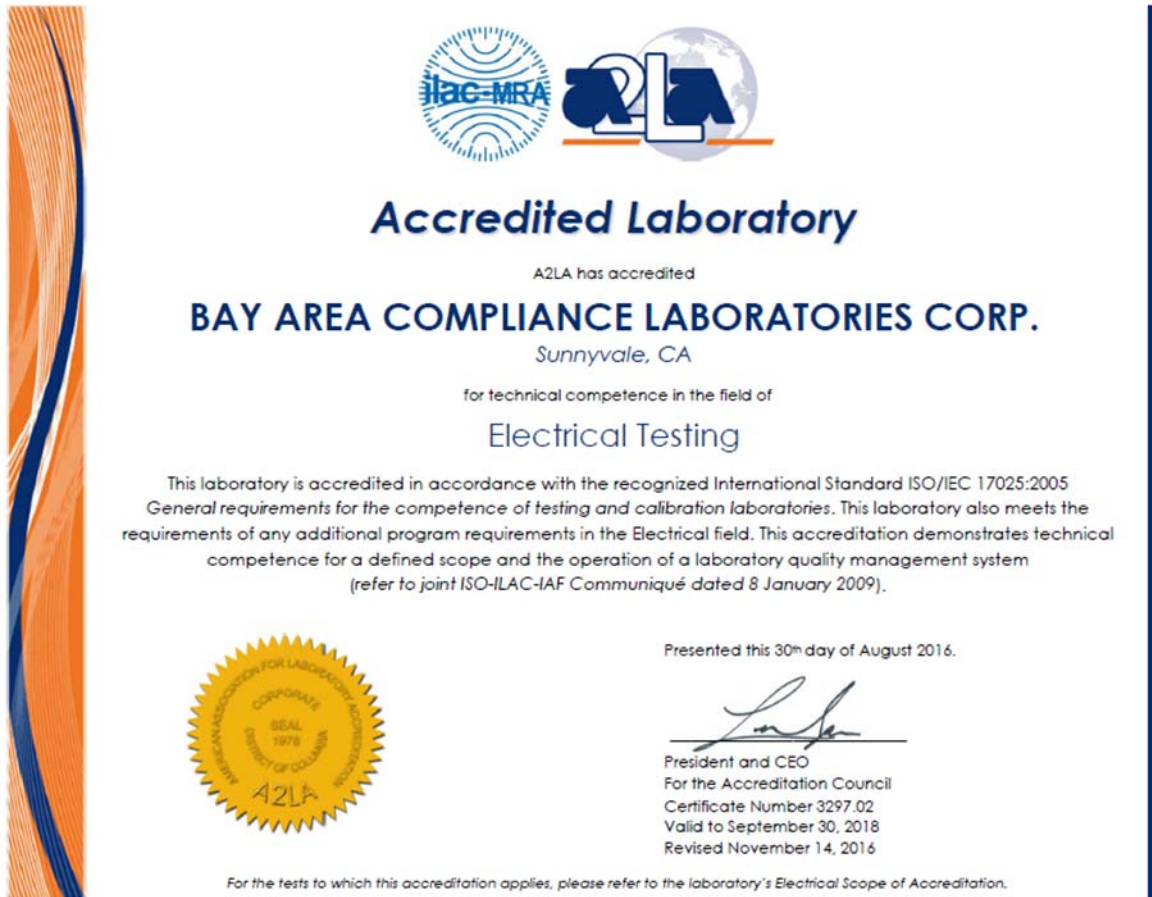 ilac-MRA
A2LA
Accredited Laboratory
A2LA has accredited
BAY AREA COMPLIANCE LABORATORIES CORP.
Sunnyvale, CA
for technical competence in the field of
Electrical Testing
This laboratory is accredited in accordance with the recognized International Standard ISO/IEC 17025:2005
General requirements for the competence of testing and calibration laboratories. This laboratory also meets the
requirements of any additional program requirements in the Electrical field. This accreditation demonstrates technical
competence for a defined scope and the operation of a laboratory quality management system
(refer to joint ISO-ILAC-IAF Communiqué dated 8 January 2009).
AMERICAN ASSOCIATION FOR LABORATORY ACCREDITATION
CORPORATE
SEAL
1978
DISTRICT OF COLUMBIA
A2LA
Presented this 30th day of August 2016.
President and CEO
For the Accreditation Council
Certificate Number 3297.02
Valid to September 30, 2018
Revised November 14, 2016
For the tests to which this accreditation applies, please refer to the laboratory's Electrical Scope of Accreditation.